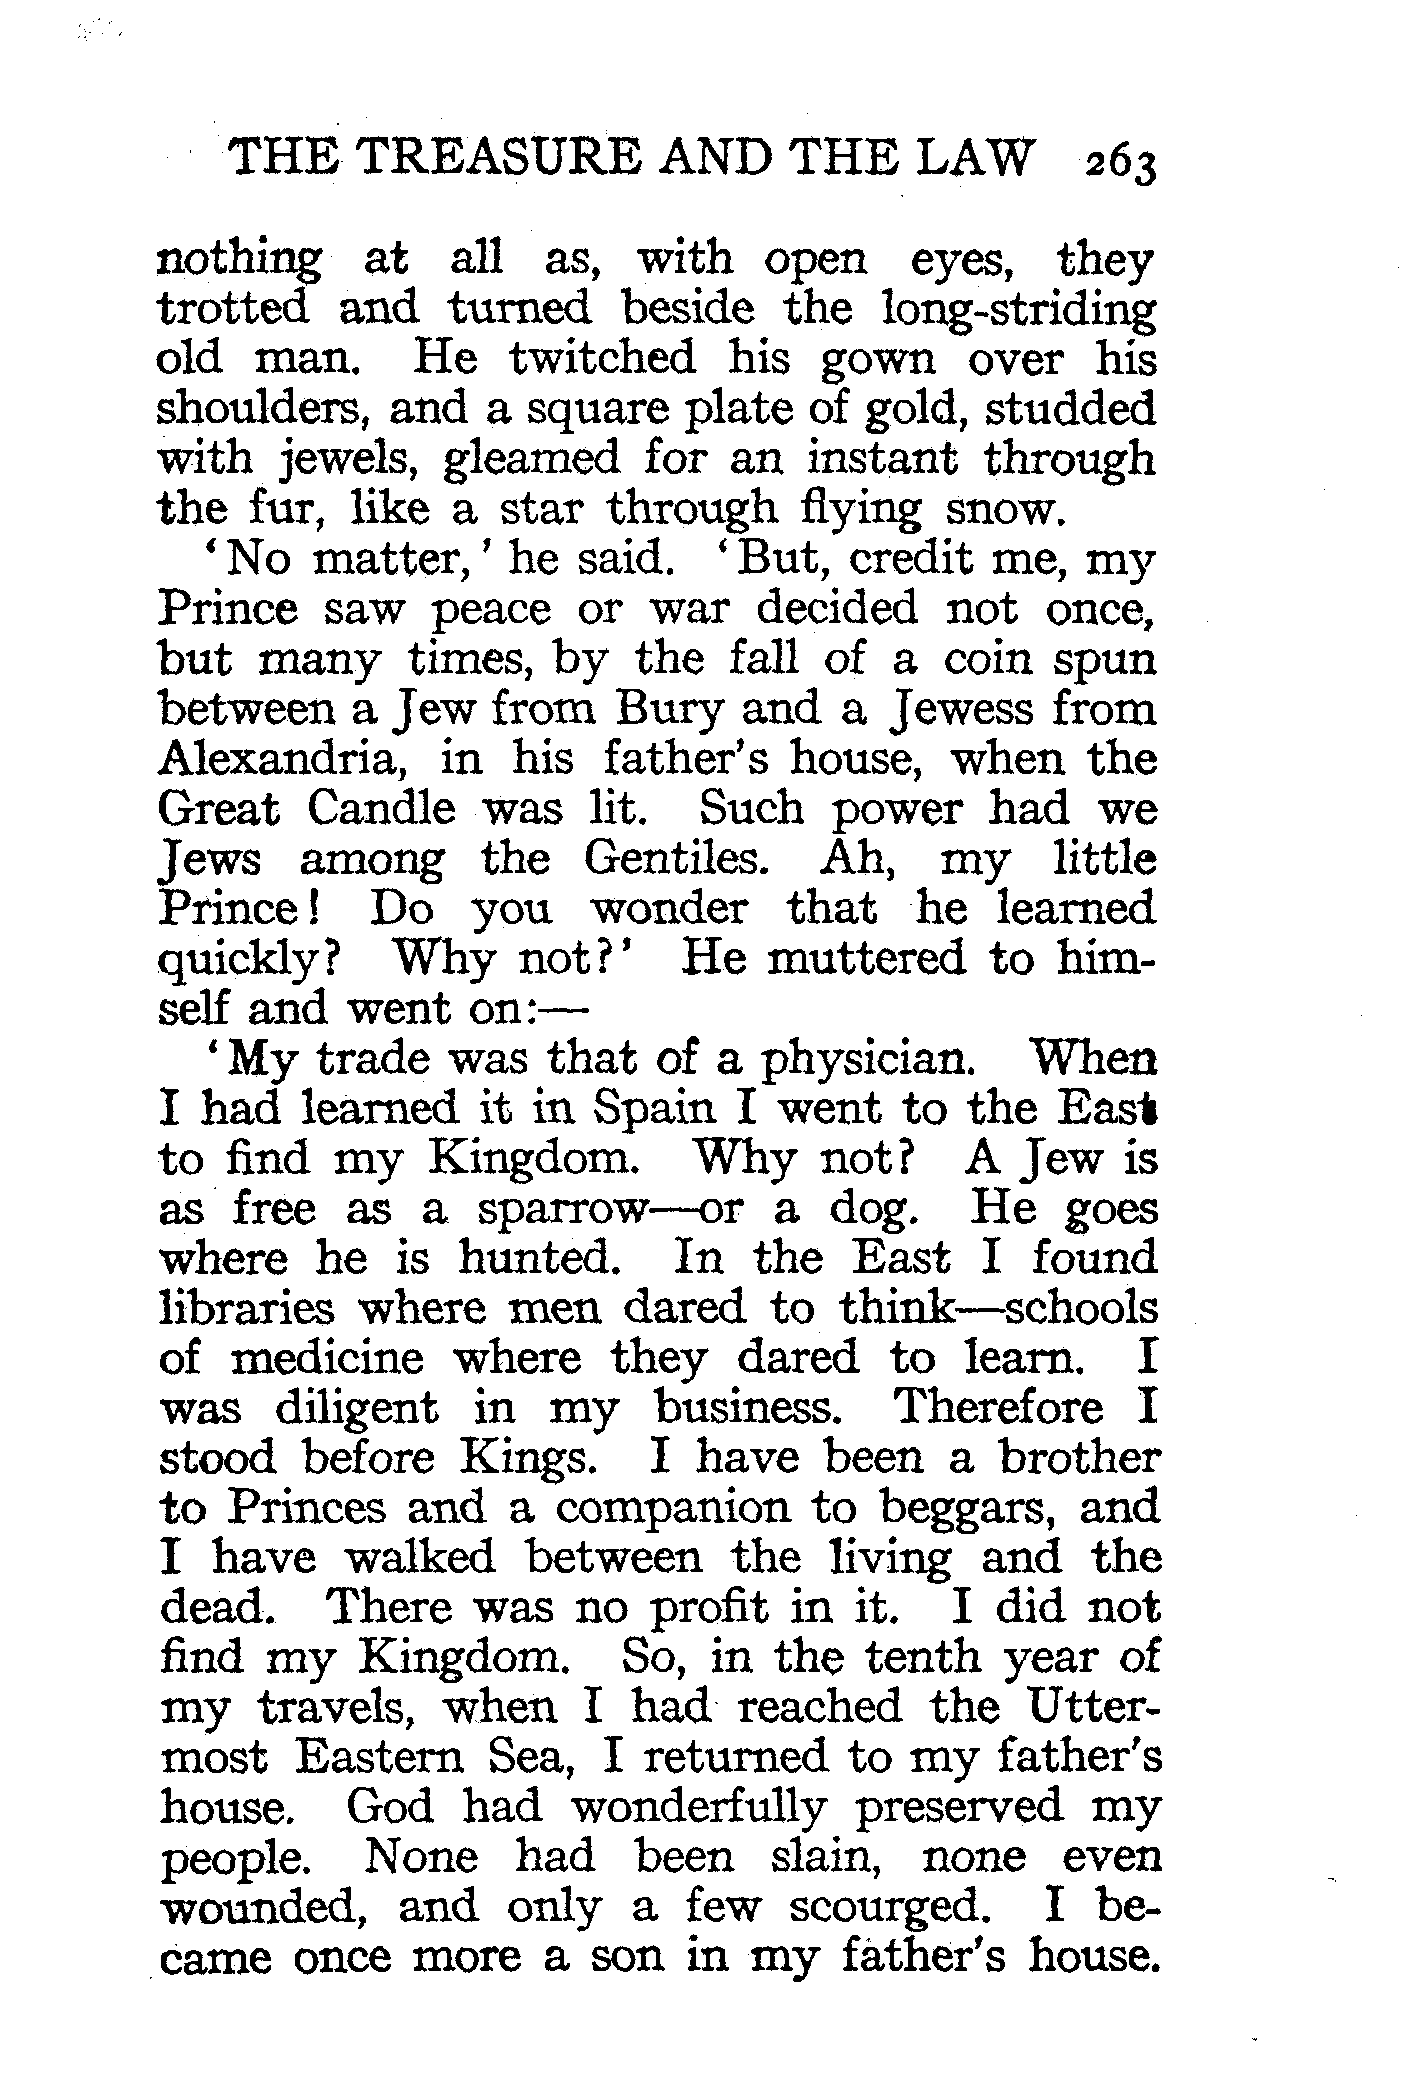 THE TREASURE AND THE LAW 263
nothing at all as, with open eyes, they
trotted and turned beside the long-striding
old man. He twitched his gown over his
shoulders, and a square plate of gold, studded
with jewels, gleamed for an instant through
the fur, like a star through flying snow.
‘No matter,’ he said. ‘But, credit me, my
Prince saw peace or war decided not once,
but many times, by the fall of a coin spun
between a Jew from Bury and a Jewess from
Alexandria, in his father's house, when the
Great Candle was lit. Such power had we
Jews among the Gentiles. Ah, my little
Prince! Do you wonder that he learned
quickly? Why not?’ He muttered to him-
self and went on:—
‘My trade was that of a physician. When
I had learned it in Spain I went to the East
to find my Kingdom. Why not? A Jew is
as free as a sparrow—or a dog. He goes
where he is hunted. In the East I found
libraries where men dared to think—schools
of medicine where they dared to learn. I
was diligent in my business. Therefore I
stood before Kings. I have been a brother
to Princes and a companion to beggars, and
I have walked between the living and the
dead. There was no profit in it. I did not
find my Kingdom. So, in the tenth year of
my travels, when I had reached the Utter-
most Eastern Sea, I returned to my father's
house. God had wonderfully preserved my
people. None had been slain, none even
wounded, and only a few scourged. I be-
came once more a son in my father's house.